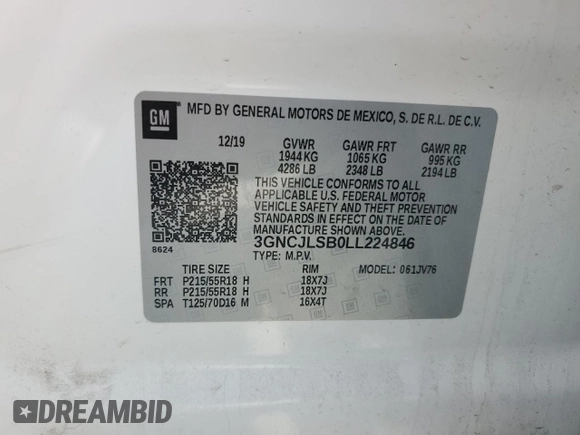 GM
MFD BY GENERAL MOTORS DE MEXICO, S. DE R.L. DE C.V.
12/19 GVWR GAWR FRT GAWR RR
1944 KG 1065 KG 995 KG
4286 LB 2348 LB 2194 LB
THIS VEHICLE CONFORMS TO ALL
APPLICABLE U.S. FEDERAL MOTOR
VEHICLE SAFETY AND THEFT PREVENTION
STANDARDS IN EFFECT ON THE DATE OF
MANUFACTURE SHOWN ABOVE.
3GNCJLSB0LL224846
8624 TYPE: M.P.V.
TIRE SIZE RIM MODEL: 061JV76
FRT P215/55R18 H 18X7J
RR P215/55R18 H 18X7J
SPA T125/70D16 M 16X4T
DREAMBID